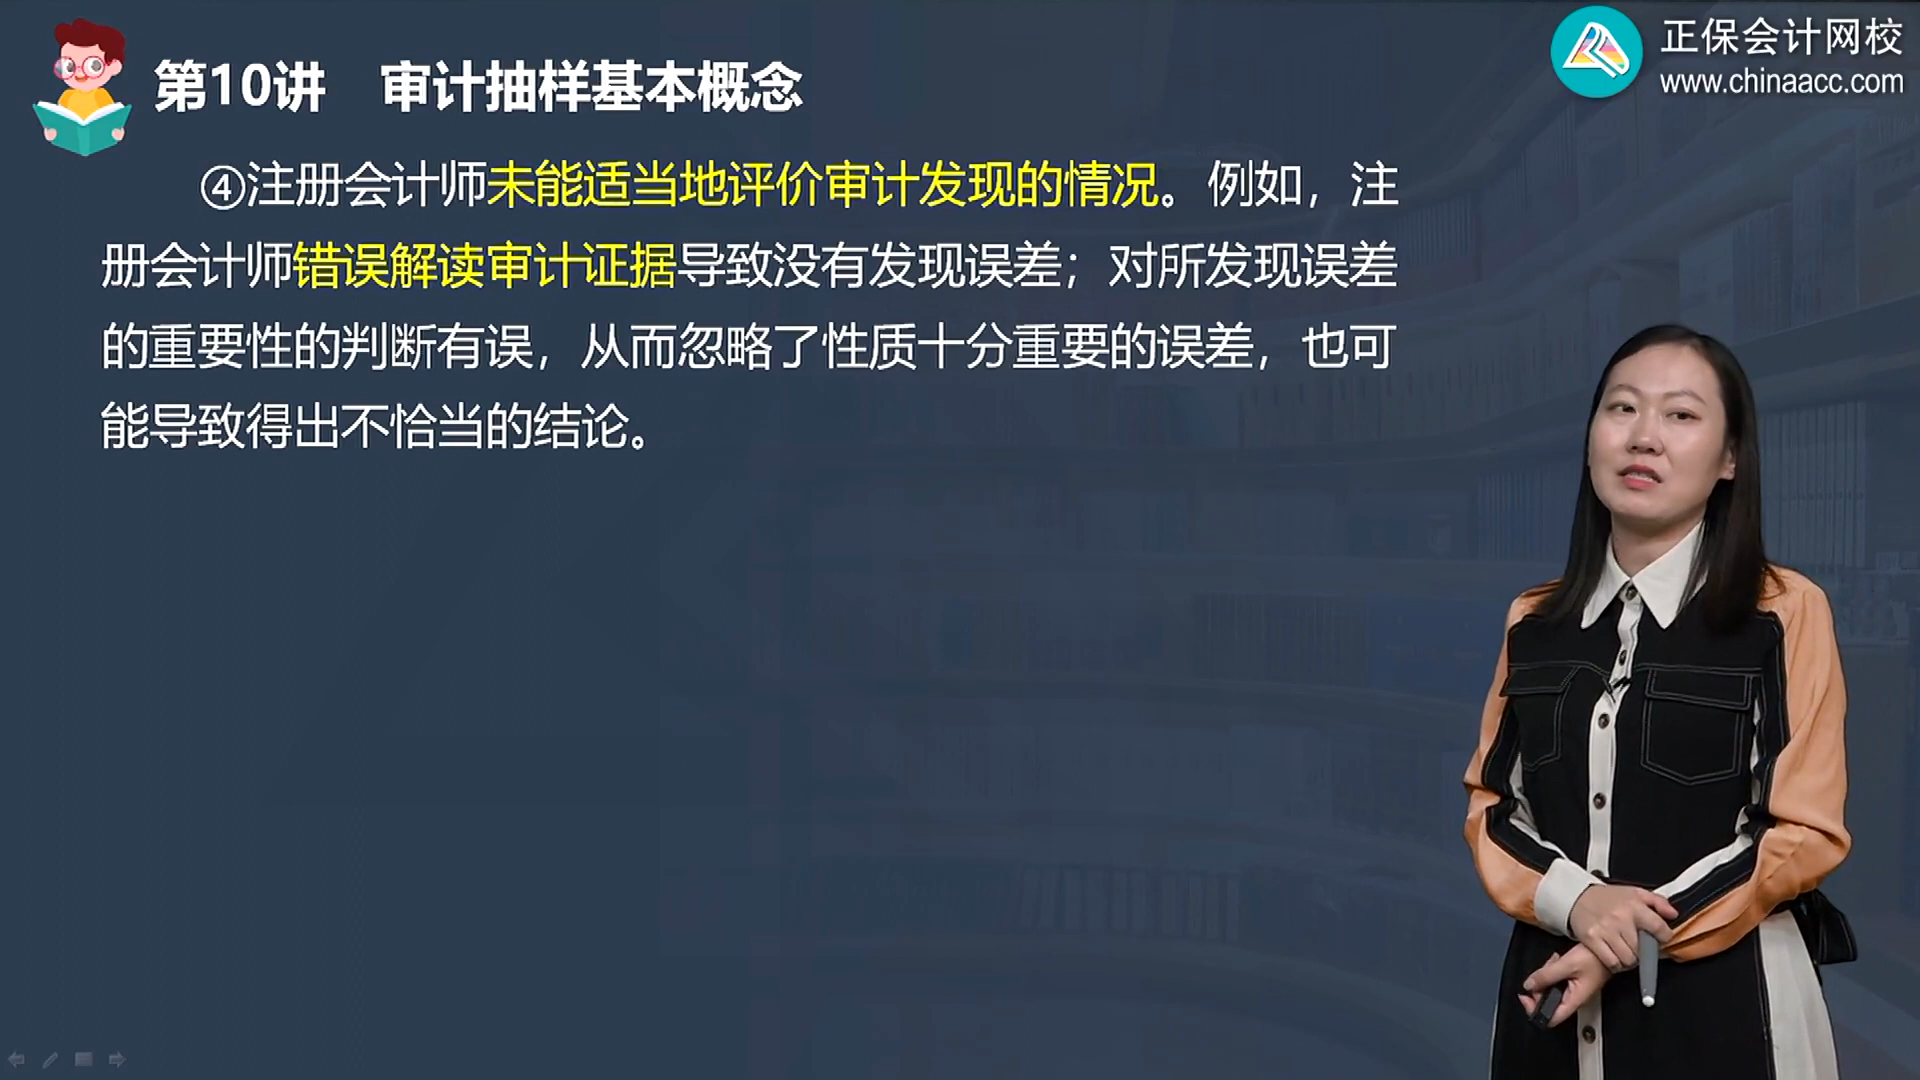 第10讲 审计抽样基本概念
正保会计网校
www.chinaacc.com
④注册会计师未能适当地评价审计发现的情况。例如，注
册会计师错误解读审计证据导致没有发现误差；对所发现误差
的重要性的判断有误，从而忽略了性质十分重要的误差，也可
能导致得出不恰当的结论。